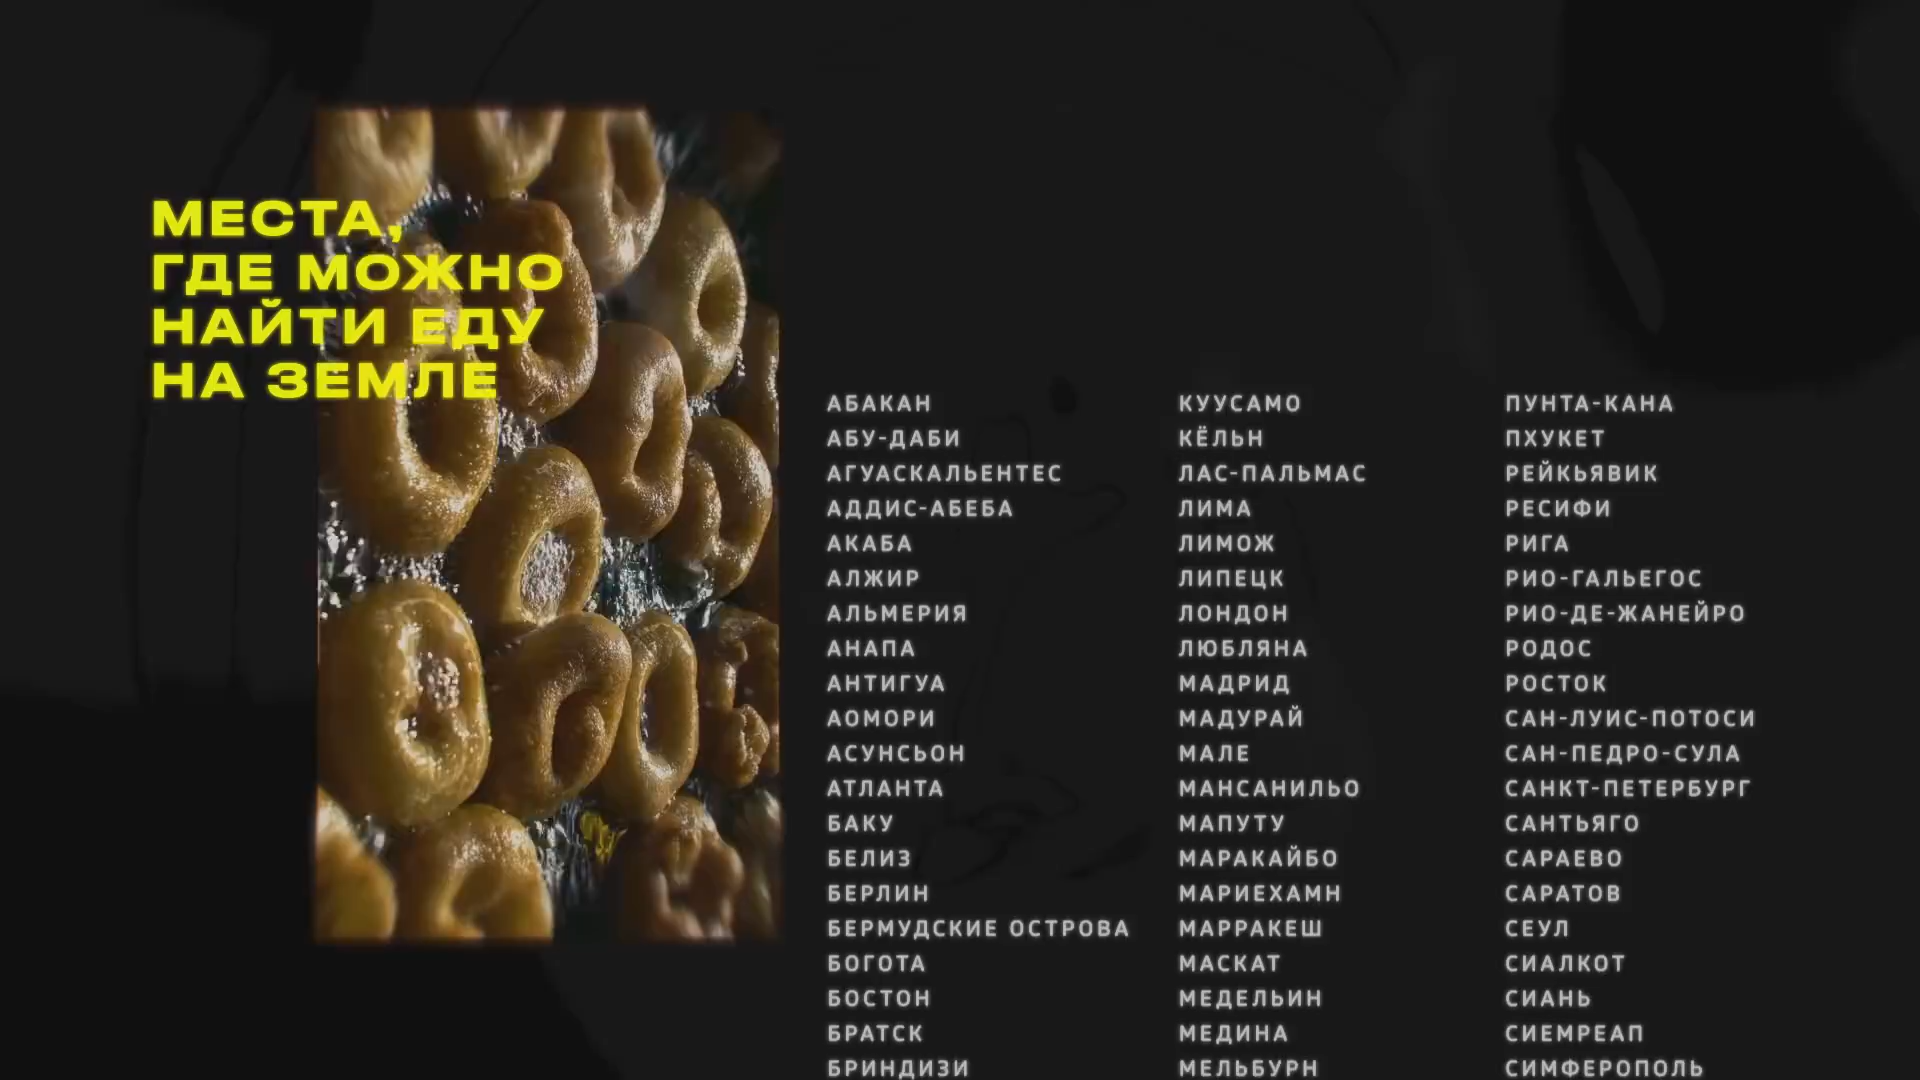 МЕСТА,
ГДЕ МОЖНО
НАЙТИ ЕДУ
НА ЗЕМЛЕ
АБАКАН
АБУ-ДАБИ
АГУАСКАЛЬЕНТЕС
АДДИС-АБЕБА
АКАБА
АЛЖИР
АЛЬМЕРИЯ
АНАПА
АНТИГУА
АОМОРИ
АСУНСЬОН
АТЛАНТА
БАКУ
БЕЛИЗ
БЕРЛИН
БЕРМУДСКИЕ ОСТРОВА
БОГОТА
БОСТОН
БРАТСК
БРИНДИЗИ
КУУСАМО
КЁЛЬН
ЛАС-ПАЛЬМАС
ЛИМА
ЛИМОЖ
ЛИПЕЦК
ЛОНДОН
ЛЮБЛЯНА
МАДРИД
МАДУРАЙ
МАЛЕ
МАНСАНИЛЬО
МАПУТУ
МАРАКАЙБО
МАРИЕХАМН
МАРРАКЕШ
МАСКАТ
МЕДЕЛЬИН
МЕДИНА
МЕЛЬБУРН
ПУНТА-КАНА
ПХУКЕТ
РЕЙКЬЯВИК
РЕСИФИ
РИГА
РИО-ГАЛЬЕГОС
РИО-ДЕ-ЖАНЕЙРО
РОДОС
РОСТОК
САН-ЛУИС-ПОТОСИ
САН-ПЕДРО-СУЛА
САНКТ-ПЕТЕРБУРГ
САНТЬЯГО
САРАЕВО
САРАТОВ
СЕУЛ
СИАЛКОТ
СИАНЬ
СИЕМРЕАП
СИМФЕРОПОЛЬ